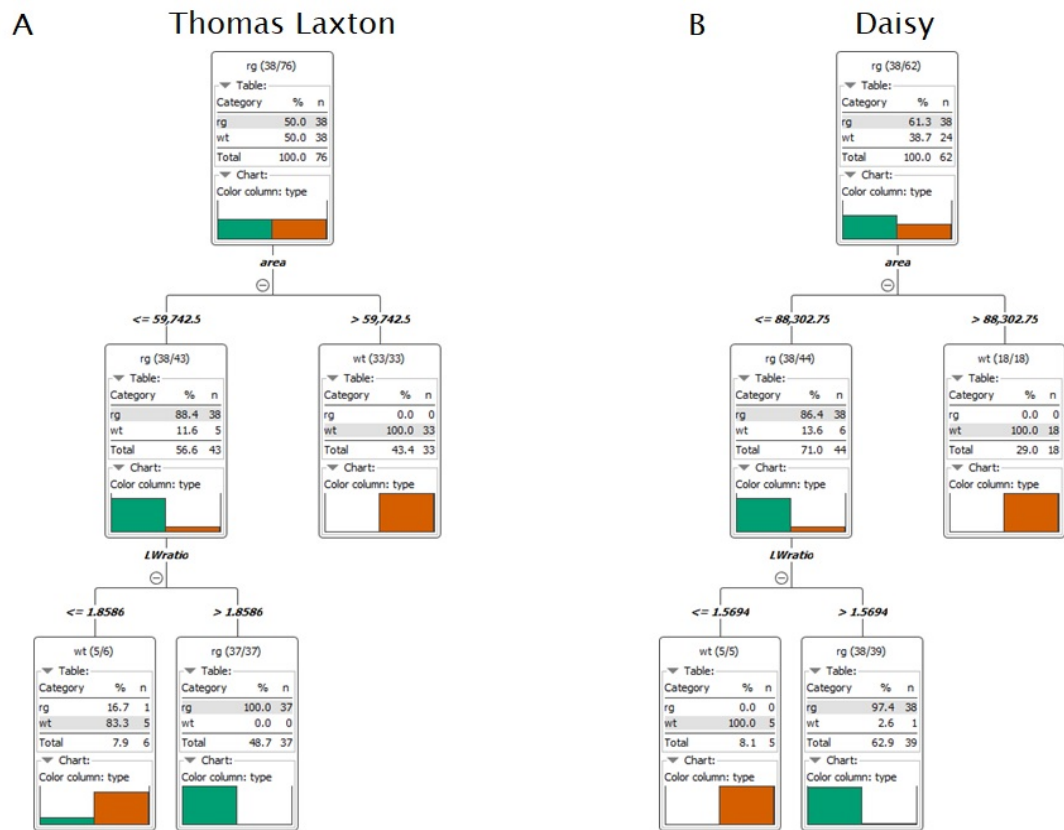 A Thomas Laxton
rg (38/76)
Table:
Category % n
rg 50.0 38
wt 50.0 38
Total 100.0 76
Chart:
Color column: type
area
<= 59,742.5 > 59,742.5
rg (38/43)
Table:
Category % n
rg 88.4 38
wt 11.6 5
Total 56.6 43
Chart:
Color column: type
wt (33/33)
Table:
Category % n
rg 0.0 0
wt 100.0 33
Total 43.4 33
Chart:
Color column: type
LWratio
<= 1.8586 > 1.8586
wt (5/6)
Table:
Category % n
rg 16.7 1
wt 83.3 5
Total 7.9 6
Chart:
Color column: type
rg (37/37)
Table:
Category % n
rg 100.0 37
wt 0.0 0
Total 48.7 37
Chart:
Color column: type
B Daisy
rg (38/62)
Table:
Category % n
rg 61.3 38
wt 38.7 24
Total 100.0 62
Chart:
Color column: type
area
<= 88,302.75 > 88,302.75
rg (38/44)
Table:
Category % n
rg 86.4 38
wt 13.6 6
Total 71.0 44
Chart:
Color column: type
wt (18/18)
Table:
Category % n
rg 0.0 0
wt 100.0 18
Total 29.0 18
Chart:
Color column: type
LWratio
<= 1.5694 > 1.5694
wt (5/5)
Table:
Category % n
rg 0.0 0
wt 100.0 5
Total 8.1 5
Chart:
Color column: type
rg (38/39)
Table:
Category % n
rg 97.4 38
wt 2.6 1
Total 62.9 39
Chart:
Color column: type